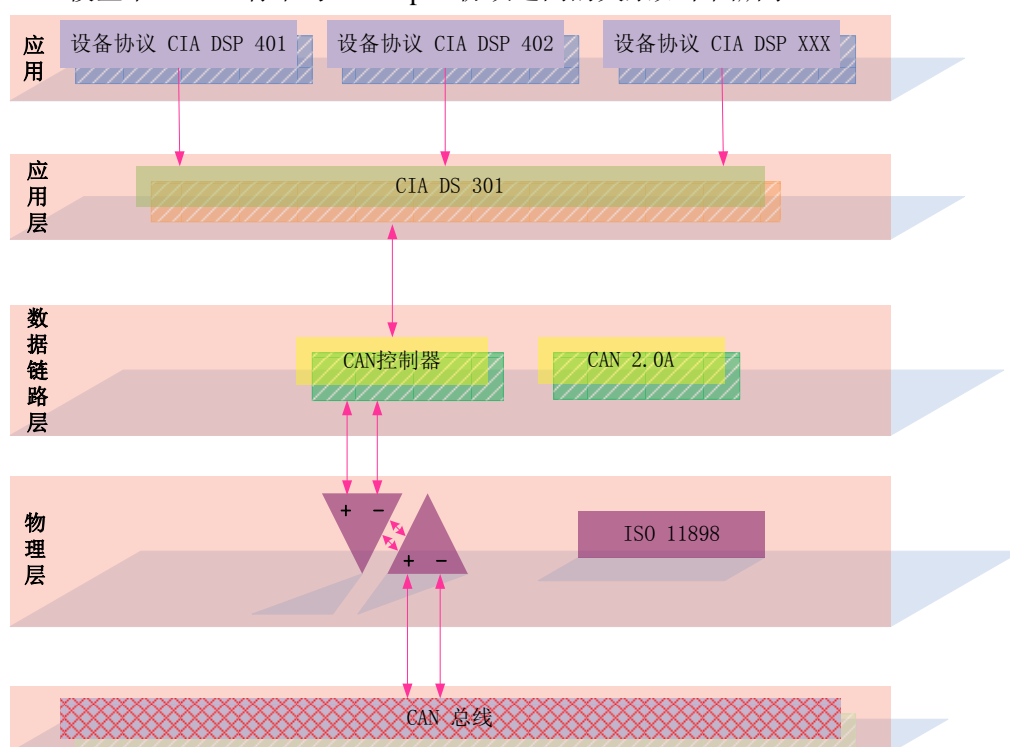 应用
设备协议 CIA DSP 401
设备协议 CIA DSP 402
设备协议 CIA DSP XXX
应用层
CIA DS 301
数据链路层
CAN控制器
CAN 2.0A
物理层
+ -
ISO 11898
+ -
CAN 总线